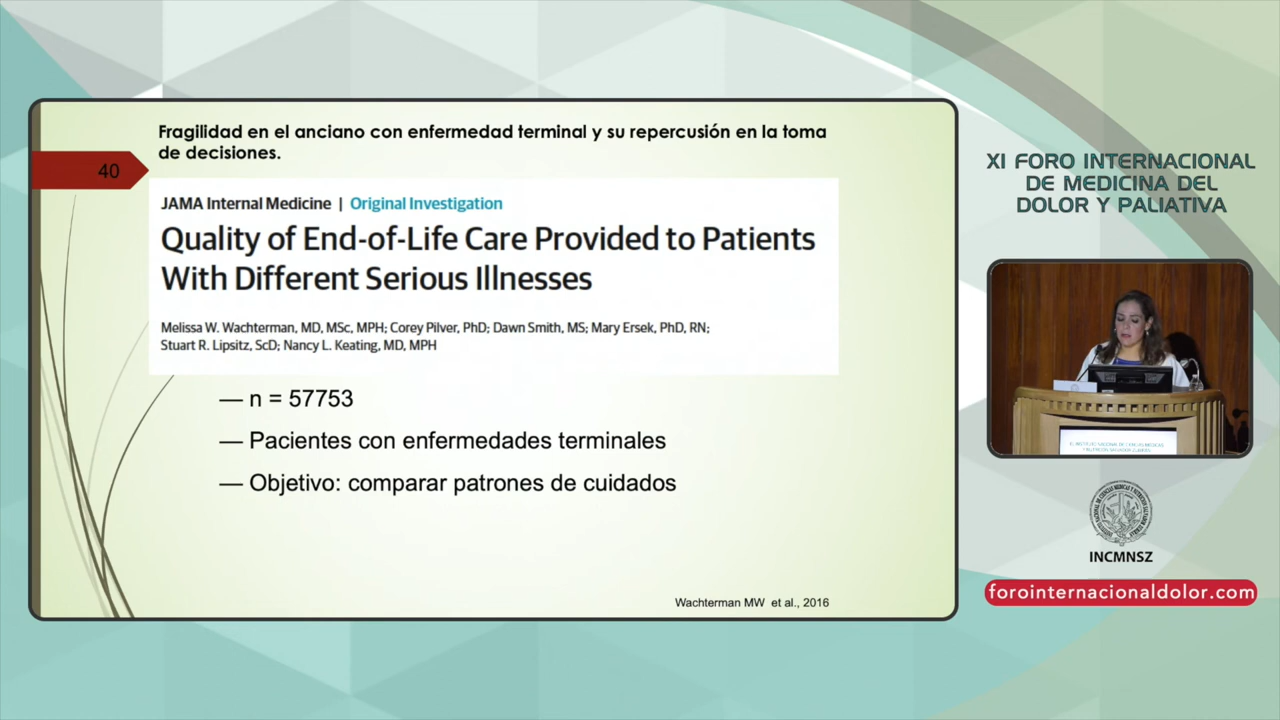 Fragilidad en el anciano con enfermedad terminal y su repercusión en la toma
de decisiones.
40
JAMA Internal Medicine | Original Investigation
Quality of End-of-Life Care Provided to Patients
With Different Serious Illnesses
Melissa W. Wachterman, MD, MSc, MPH; Corey Pilver, PhD; Dawn Smith, MS; Mary Ersek, PhD, RN;
Stuart R. Lipsitz, ScD; Nancy L. Keating, MD, MPH
— n = 57753
— Pacientes con enfermedades terminales
— Objetivo: comparar patrones de cuidados
Wachterman MW et al., 2016
XI FORO INTERNACIONAL
DE MEDICINA DEL
DOLOR Y PALIATIVA
INCMNSZ
forointernacionaldolor.com